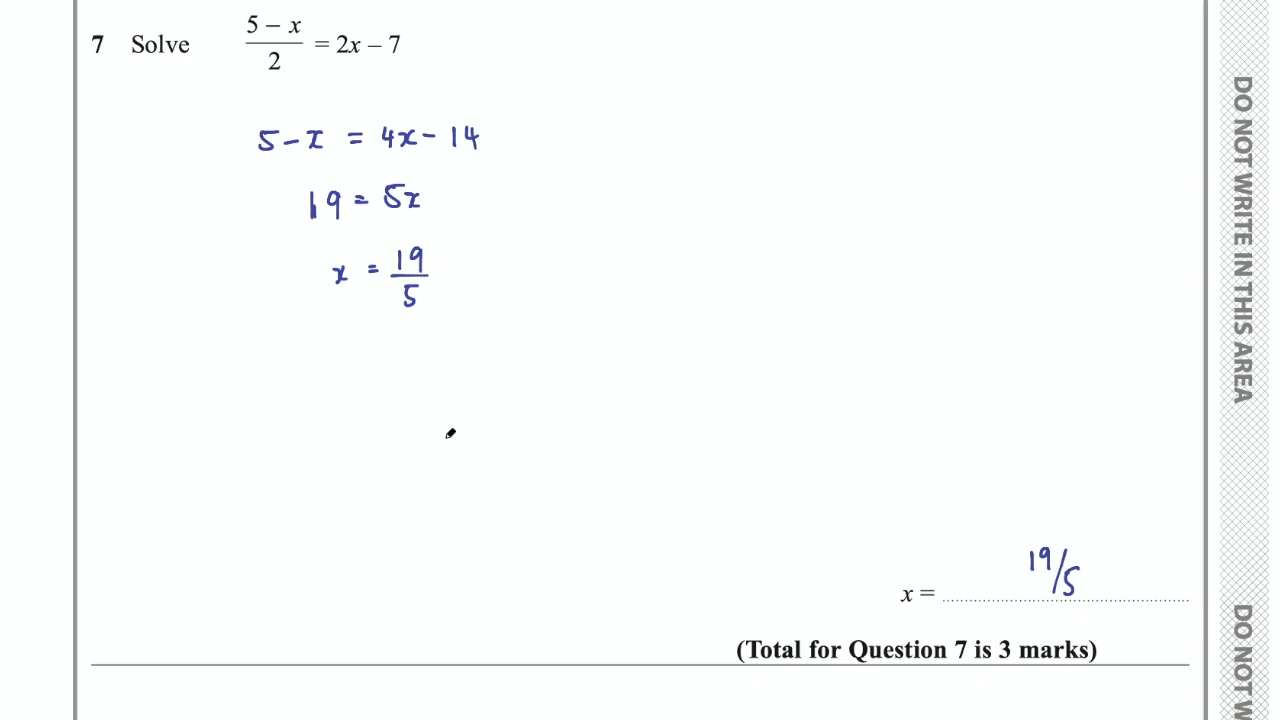 7 Solve (5 − x)/2 = 2x − 7
5 − x = 4x − 14
19 = 5x
x = 19/5
x = 19/5
(Total for Question 7 is 3 marks)
DO NOT WRITE IN THIS AREA
DO NOT W